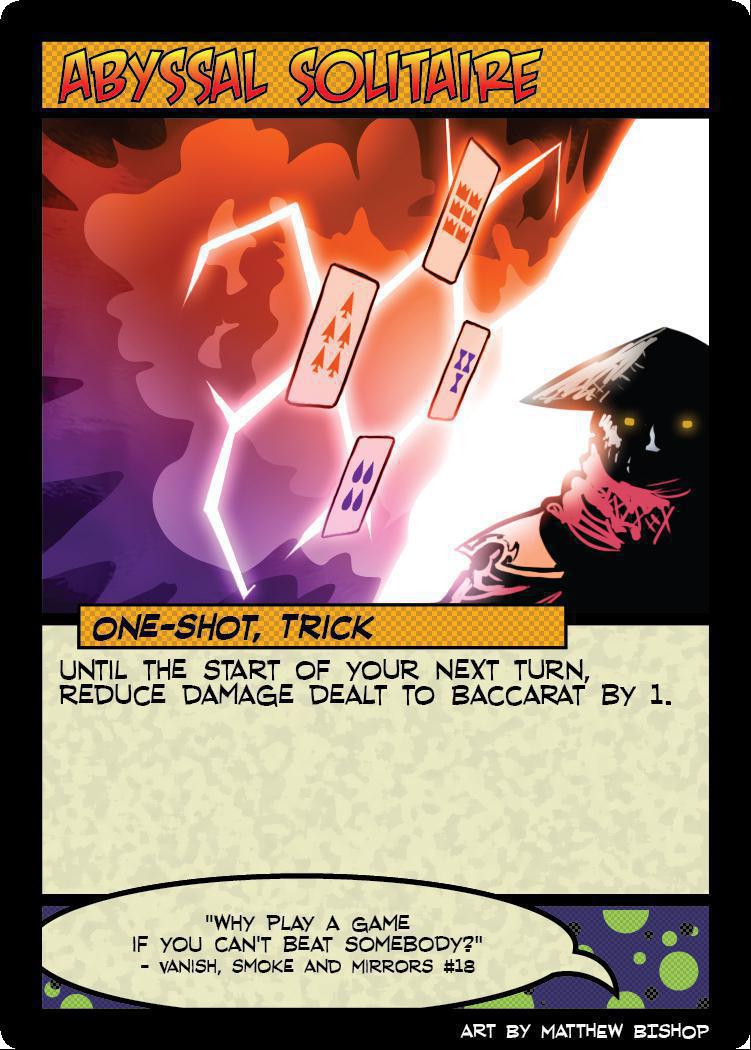 ABYSSAL SOLITAIRE
ONE-SHOT, TRICK
UNTIL THE START OF YOUR NEXT TURN,
REDUCE DAMAGE DEALT TO BACCARAT BY 1.
"WHY PLAY A GAME
IF YOU CAN'T BEAT SOMEBODY?"
- VANISH, SMOKE AND MIRRORS #18
ART BY MATTHEW BISHOP